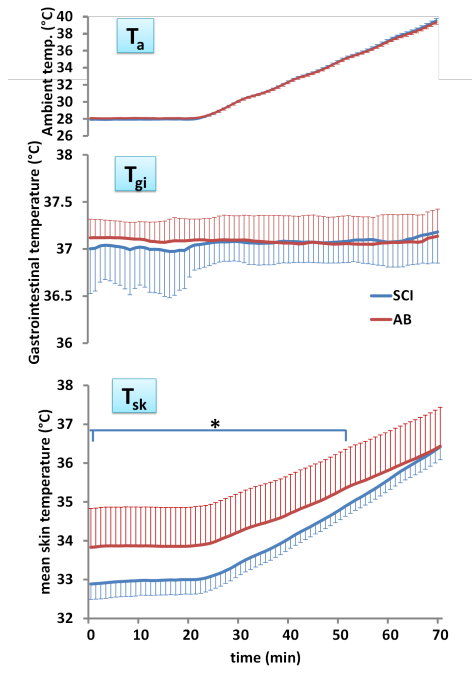 Ambient temp. (°C)
40
38
36
34
32
30
28
26
Ta
Gastrointestinal temperature (°C)
38
37.5
37
36.5
36
Tgi
SCI
AB
mean skin temperature (°C)
38
37
36
35
34
33
32
Tsk
*
0 10 20 30 40 50 60 70
time (min)